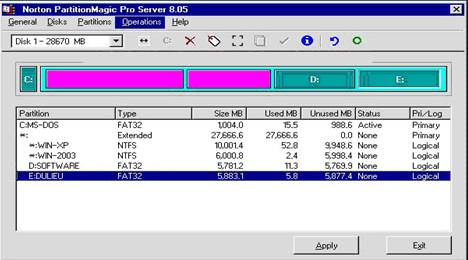 Norton PartitionMagic Pro Server 8.05
General Disks Partitions Operations Help
Disk 1 - 28670 MB C:
C: D: E:
Partition Type Size MB Used MB Unused MB Status Pri/Log
C:MS-DOS FAT32 1,004.0 15.5 988.6 Active Primary
*: Extended 27,666.6 27,666.6 0.0 None Primary
*:WIN-XP NTFS 10,001.4 52.8 9,948.6 None Logical
*:WIN-2003 NTFS 6,000.8 2.4 5,998.4 None Logical
D:SOFTWARE FAT32 5,781.2 11.3 5,769.9 None Logical
E:DULIEU FAT32 5,883.1 5.8 5,877.4 None Logical
Apply Exit